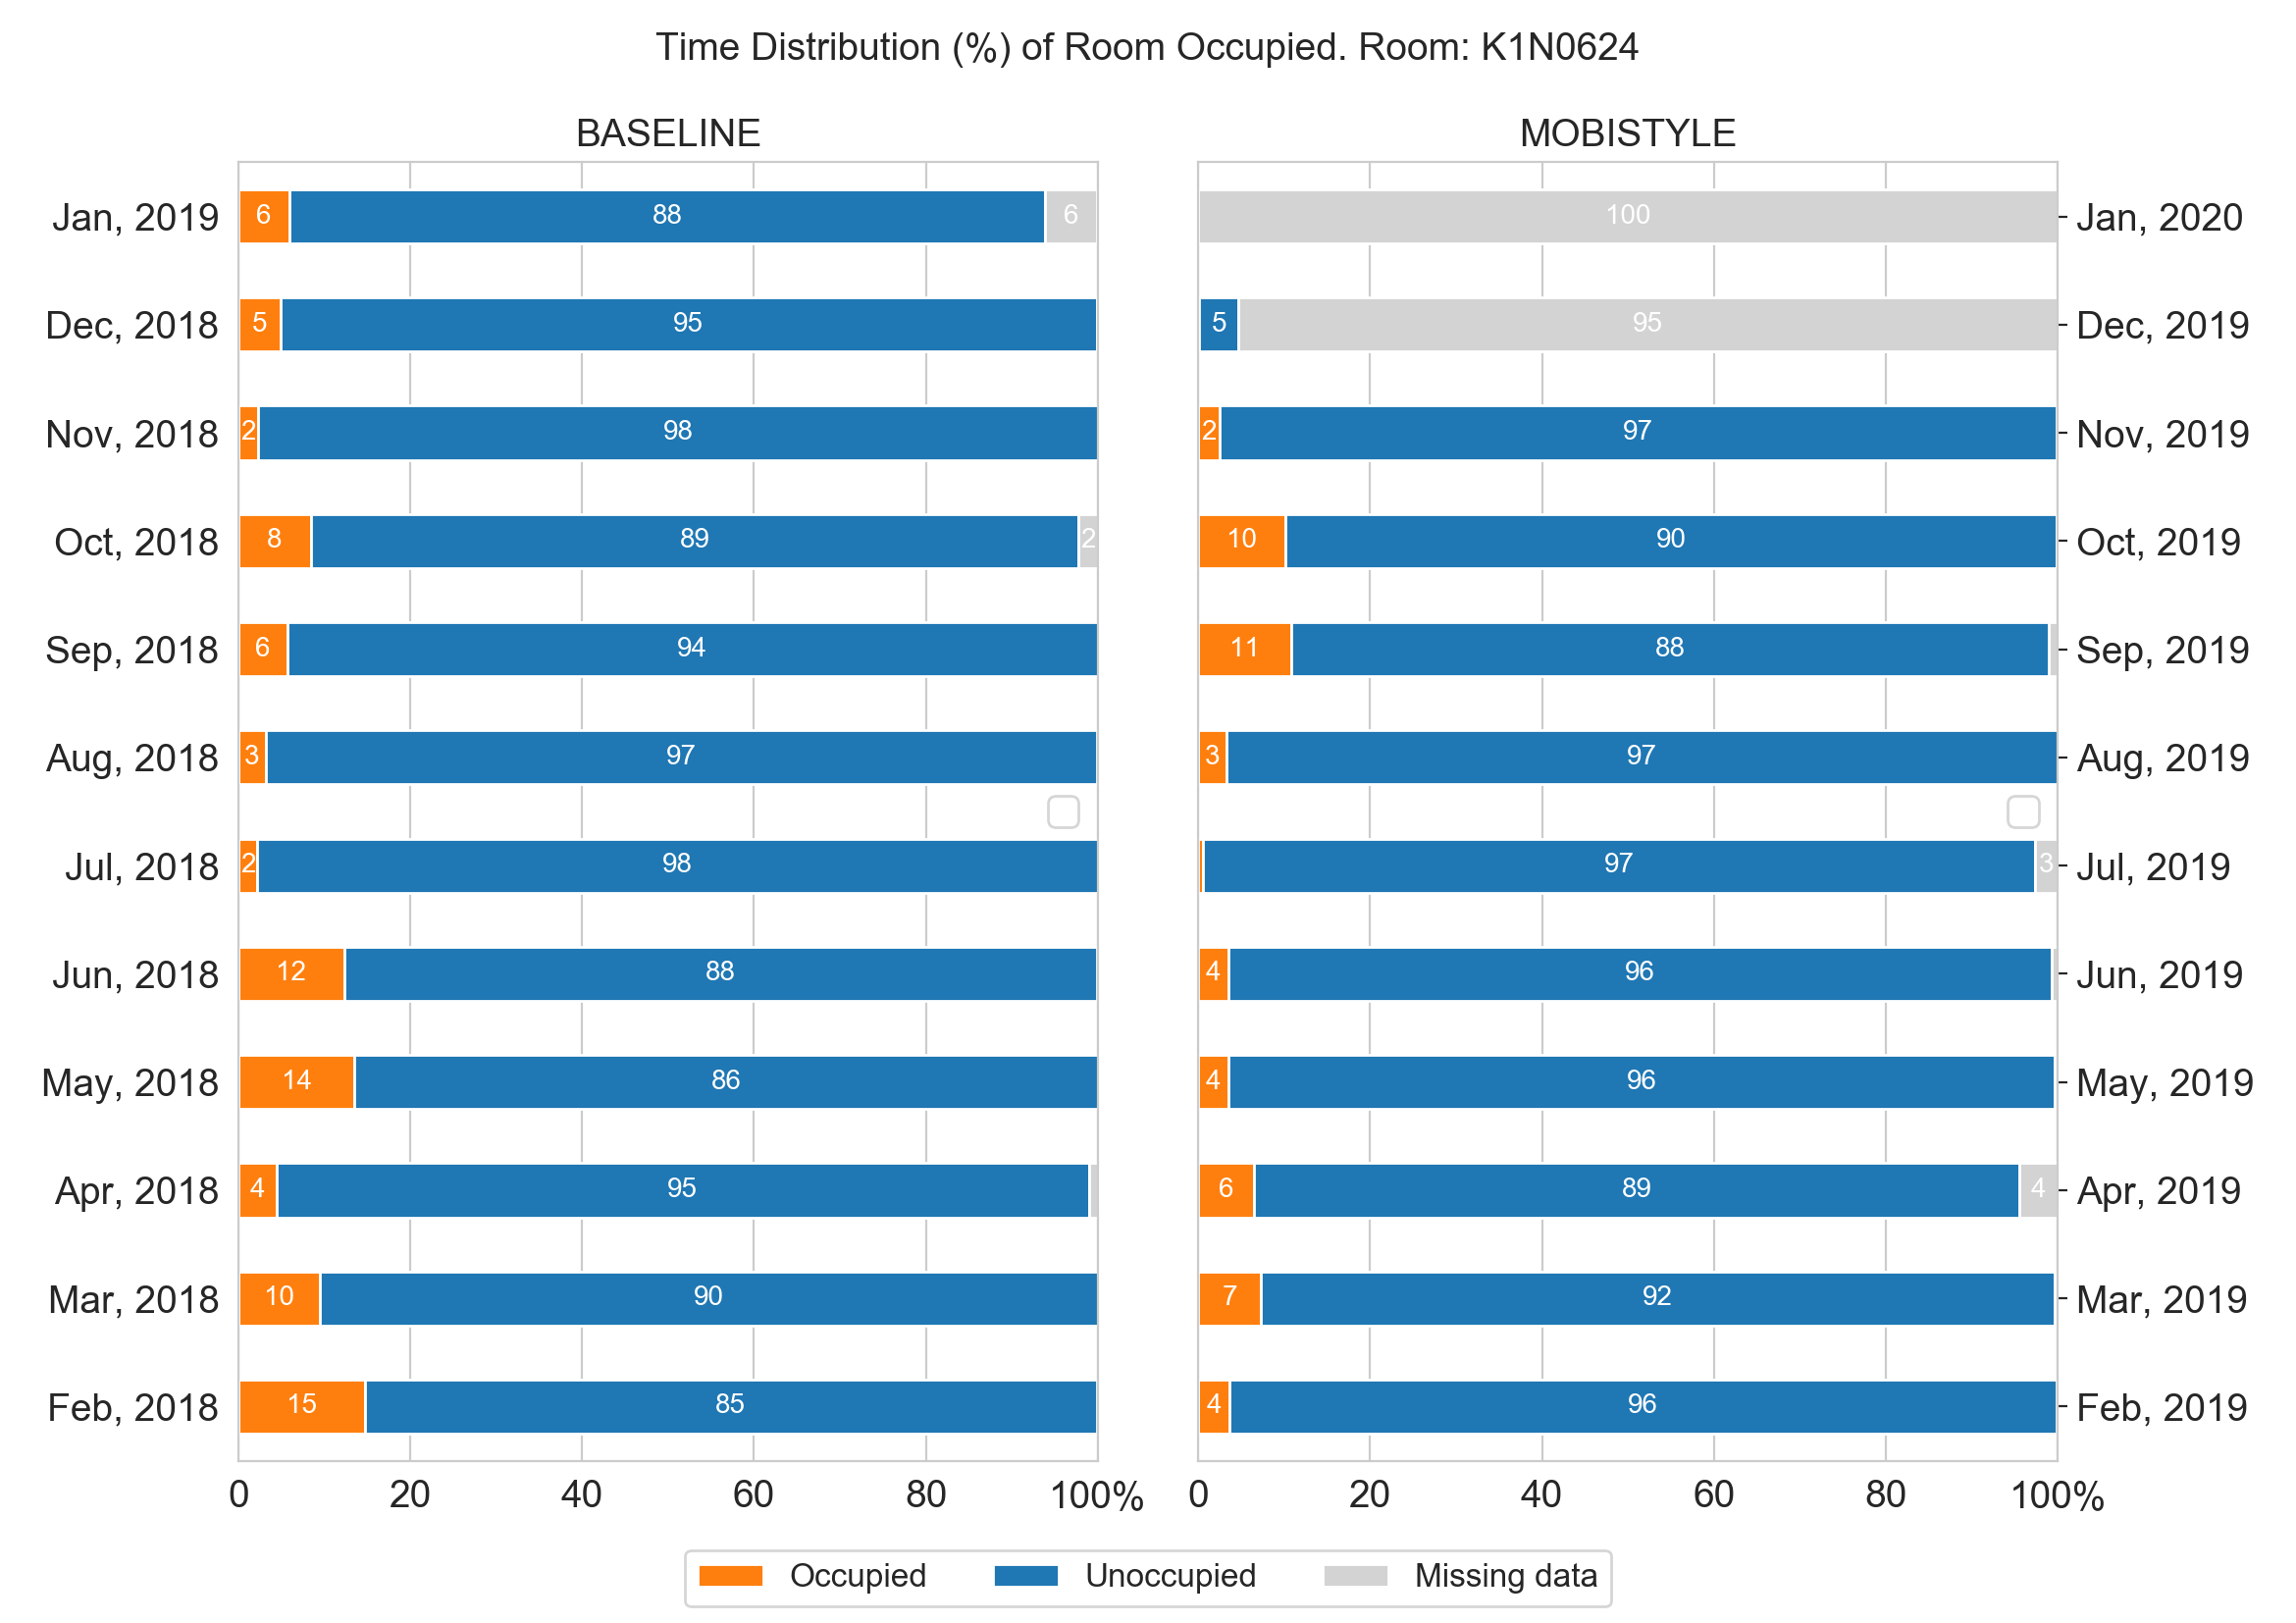 Time Distribution (%) of Room Occupied. Room: K1N0624
BASELINE MOBISTYLE
Jan, 2019 6 88 6 100 Jan, 2020
Dec, 2018 5 95 5 95 Dec, 2019
Nov, 2018 2 98 2 97 Nov, 2019
Oct, 2018 8 89 2 10 90 Oct, 2019
Sep, 2018 6 94 11 88 Sep, 2019
Aug, 2018 3 97 3 97 Aug, 2019
Jul, 2018 2 98 97 3 Jul, 2019
Jun, 2018 12 88 4 96 Jun, 2019
May, 2018 14 86 4 96 May, 2019
Apr, 2018 4 95 6 89 4 Apr, 2019
Mar, 2018 10 90 7 92 Mar, 2019
Feb, 2018 15 85 4 96 Feb, 2019
0 20 40 60 80 100% 0 20 40 60 80 100%
Occupied Unoccupied Missing data